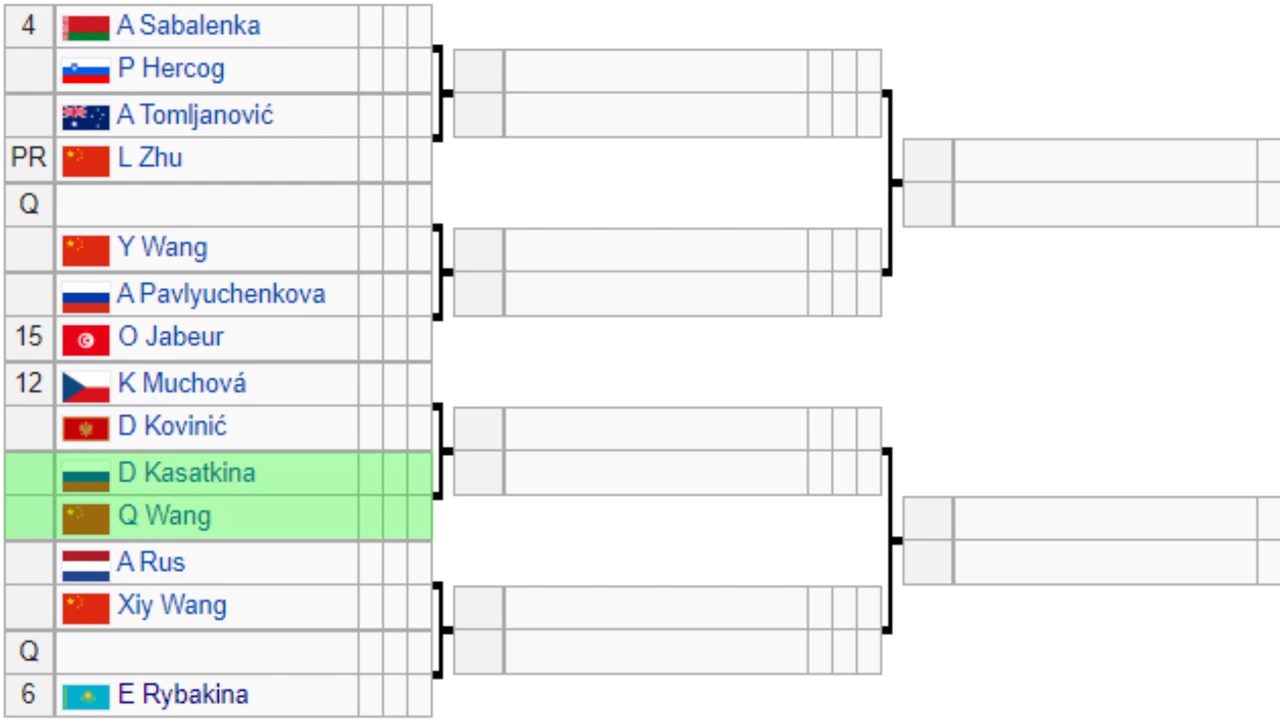 4 A Sabalenka
P Hercog
A Tomljanović
PR L Zhu
Q
Y Wang
A Pavlyuchenkova
15 O Jabeur
12 K Muchová
D Kovinić
D Kasatkina
Q Wang
A Rus
Xiy Wang
Q
6 E Rybakina